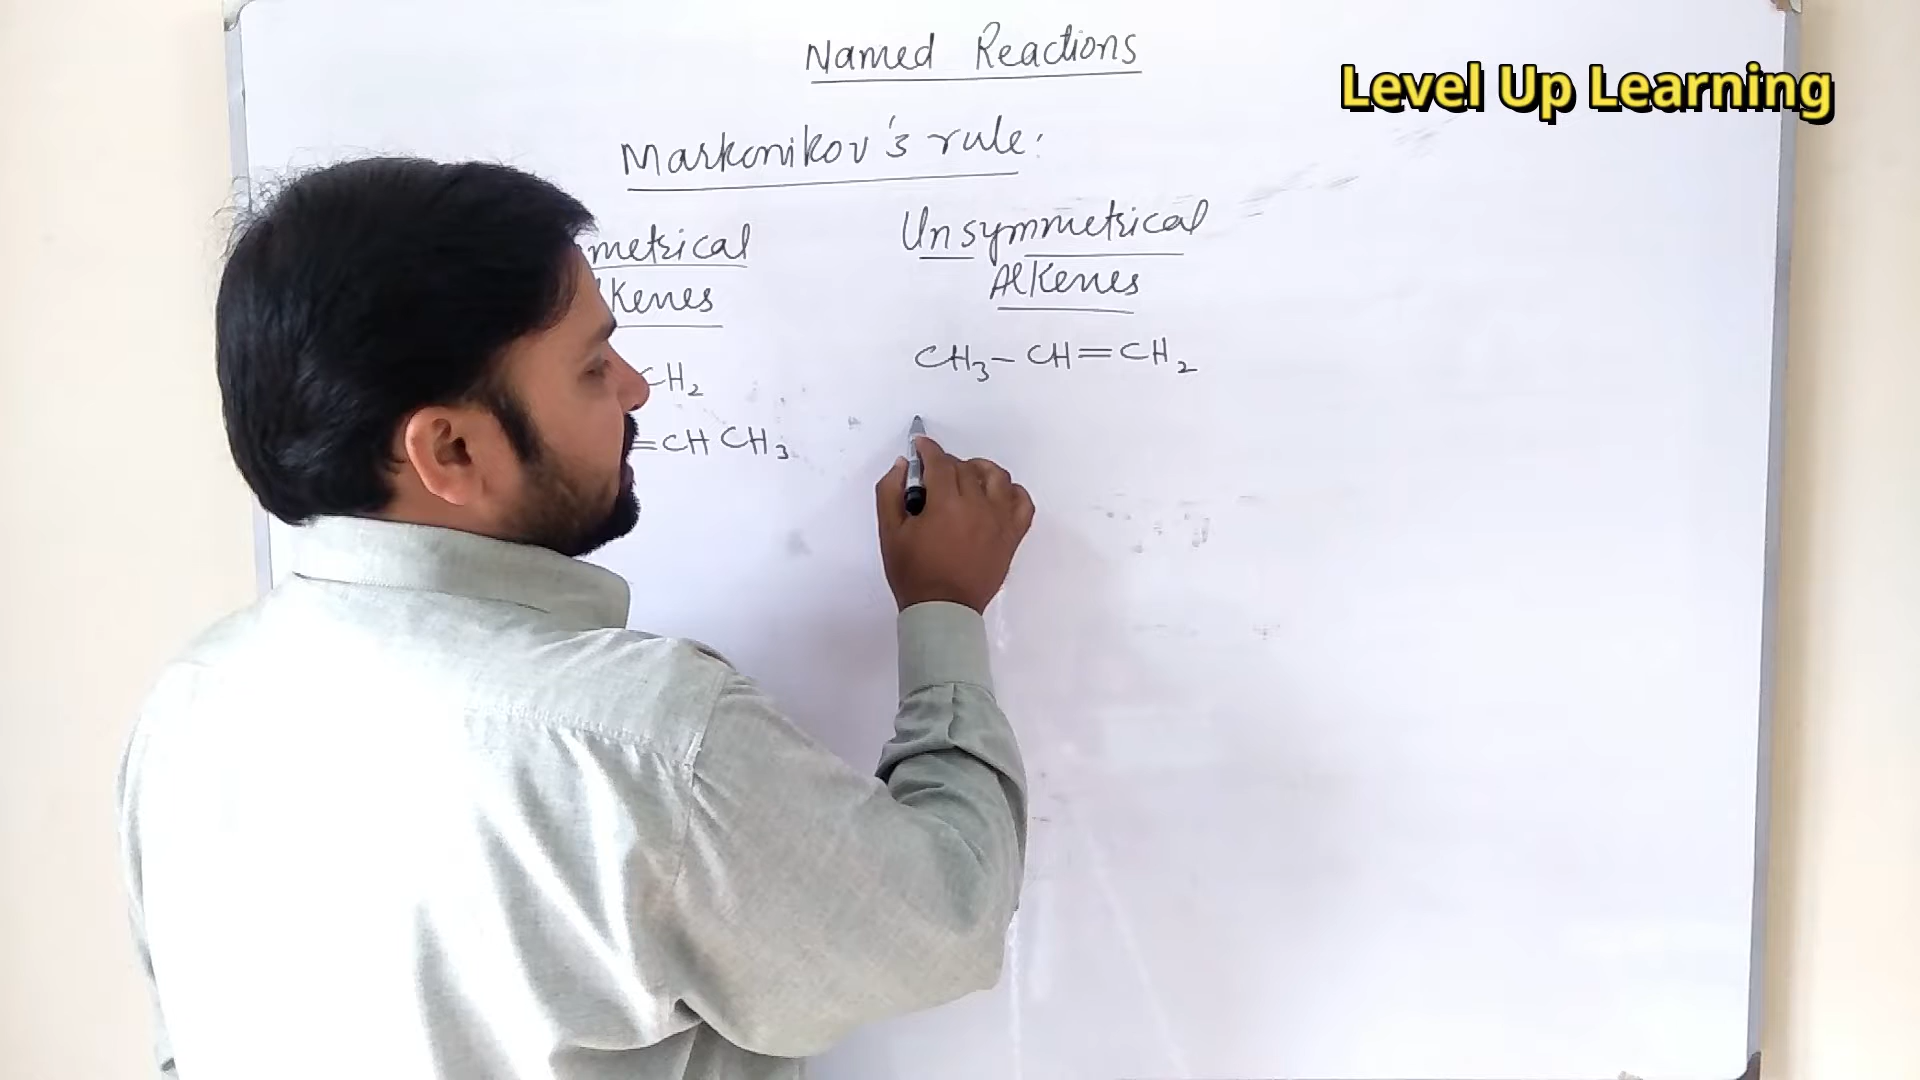 Named Reactions
Level Up Learning
Markonikov's rule:
metrical
kenes
CH2
=CH CH3
Unsymmetrical
Alkenes
CH3-CH=CH2